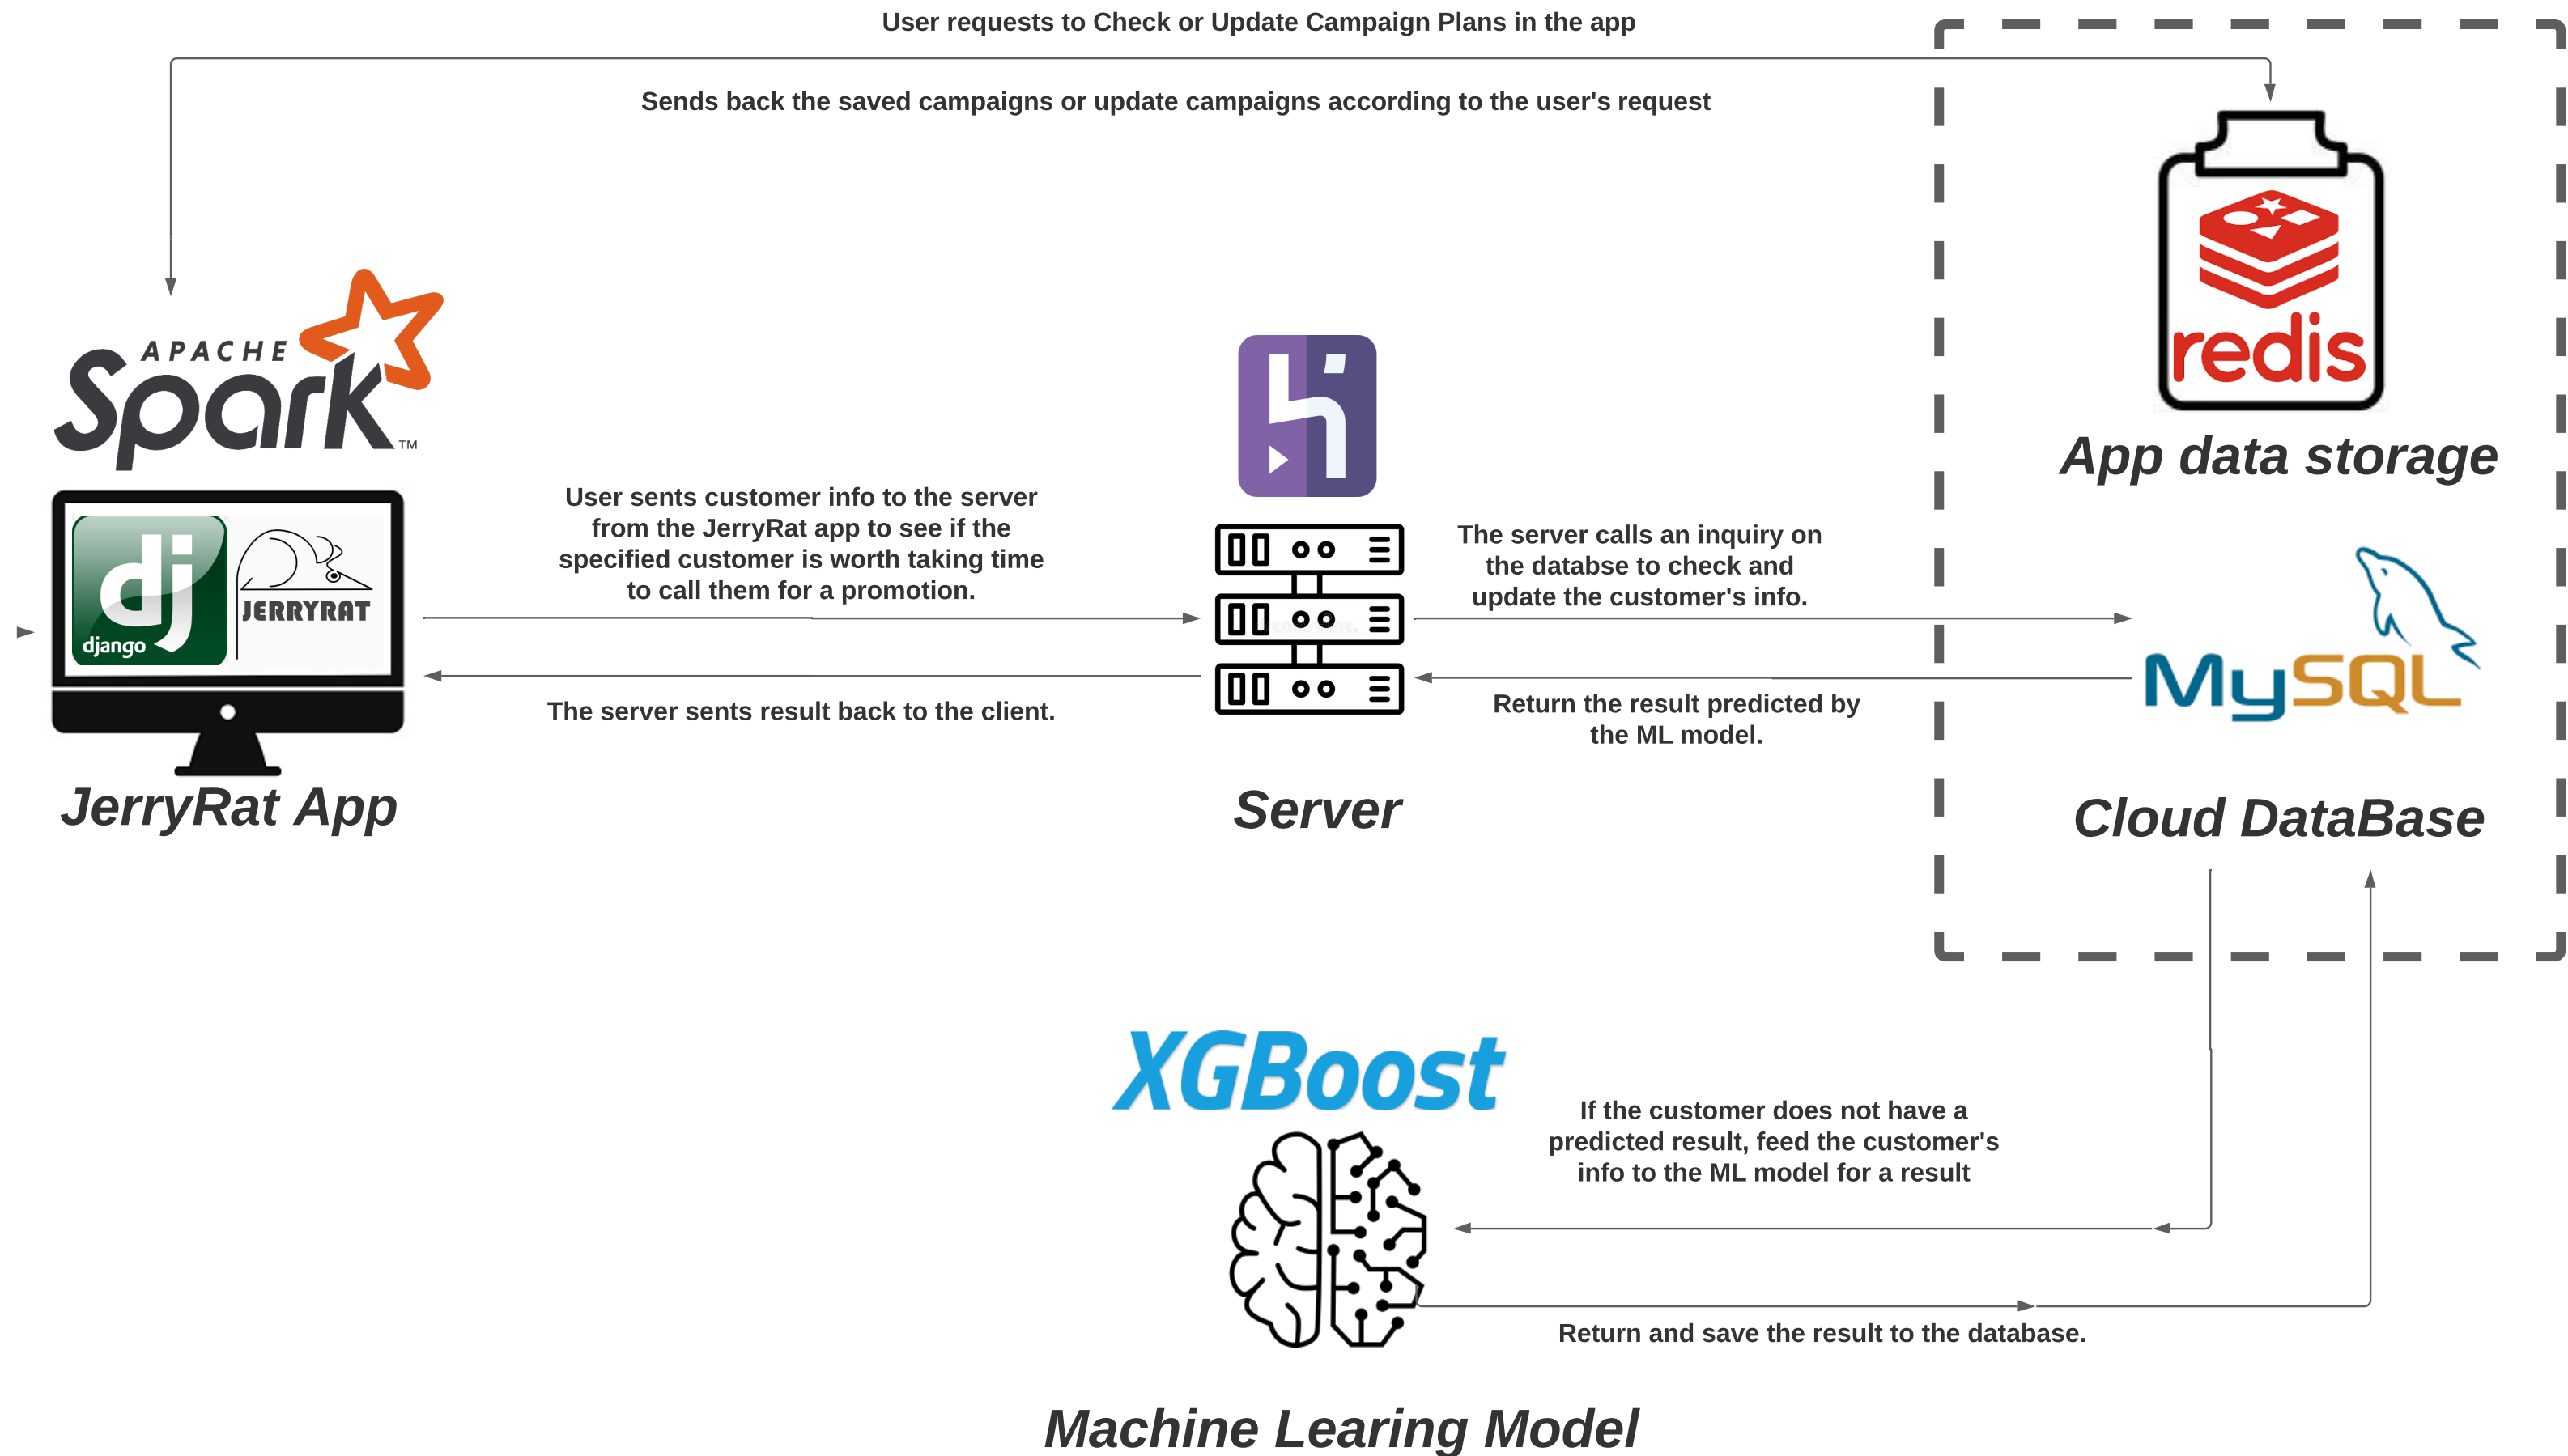 User requests to Check or Update Campaign Plans in the app
Sends back the saved campaigns or update campaigns according to the user's request
APACHE
Spark™
redis
App data storage
User sents customer info to the server
from the JerryRat app to see if the
specified customer is worth taking time
to call them for a promotion.
The server calls an inquiry on
the databse to check and
update the customer's info.
dj
django
JERRYRAT
MySQL
The server sents result back to the client.
Return the result predicted by
the ML model.
JerryRat App
Server
Cloud DataBase
XGBoost
If the customer does not have a
predicted result, feed the customer's
info to the ML model for a result
Return and save the result to the database.
Machine Learing Model